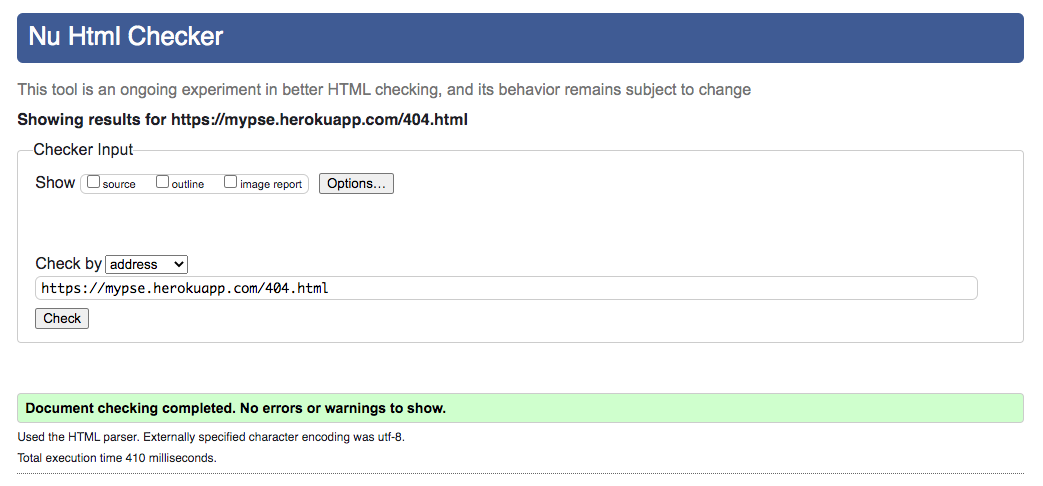 Nu Html Checker
This tool is an ongoing experiment in better HTML checking, and its behavior remains subject to change
Showing results for https://mypse.herokuapp.com/404.html
Checker Input
Show source outline image report Options...
Check by address
https://mypse.herokuapp.com/404.html
Check
Document checking completed. No errors or warnings to show.
Used the HTML parser. Externally specified character encoding was utf-8.
Total execution time 410 milliseconds.